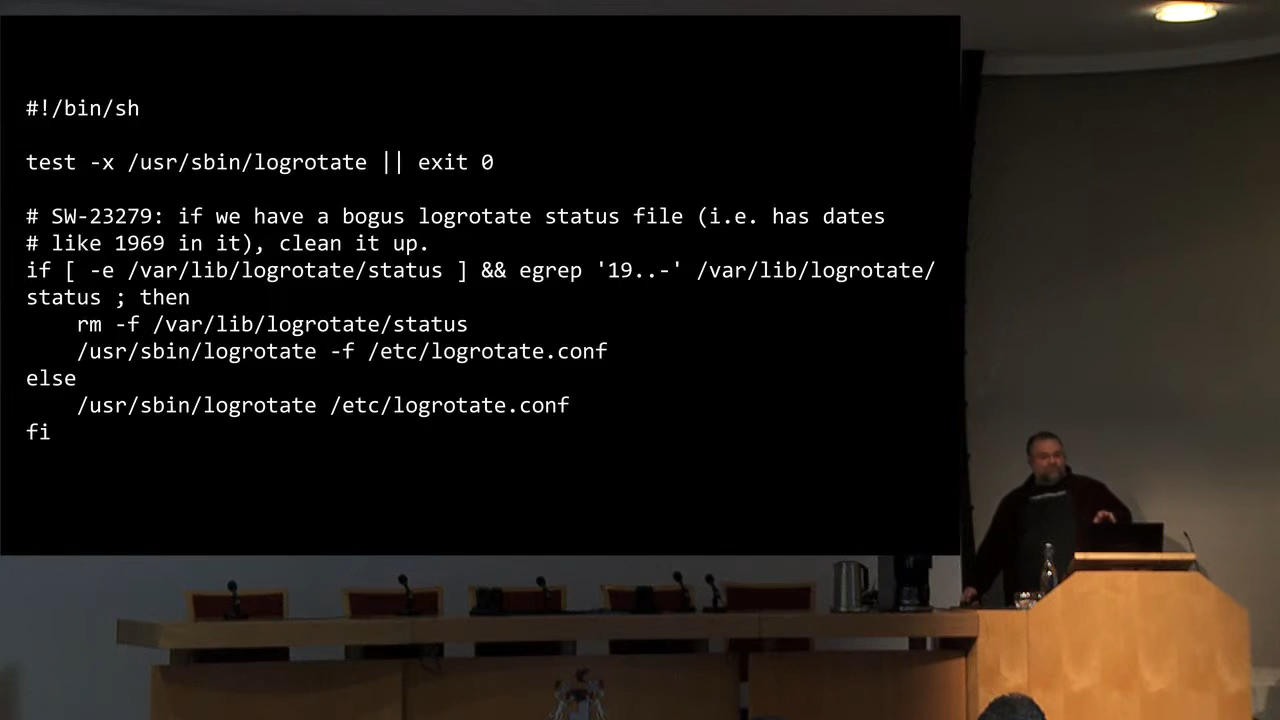 #!/bin/sh
test -x /usr/sbin/logrotate || exit 0
# SW-23279: if we have a bogus logrotate status file (i.e. has dates
# like 1969 in it), clean it up.
if [ -e /var/lib/logrotate/status ] && egrep '19..-' /var/lib/logrotate/
status ; then
    rm -f /var/lib/logrotate/status
    /usr/sbin/logrotate -f /etc/logrotate.conf
else
    /usr/sbin/logrotate /etc/logrotate.conf
fi